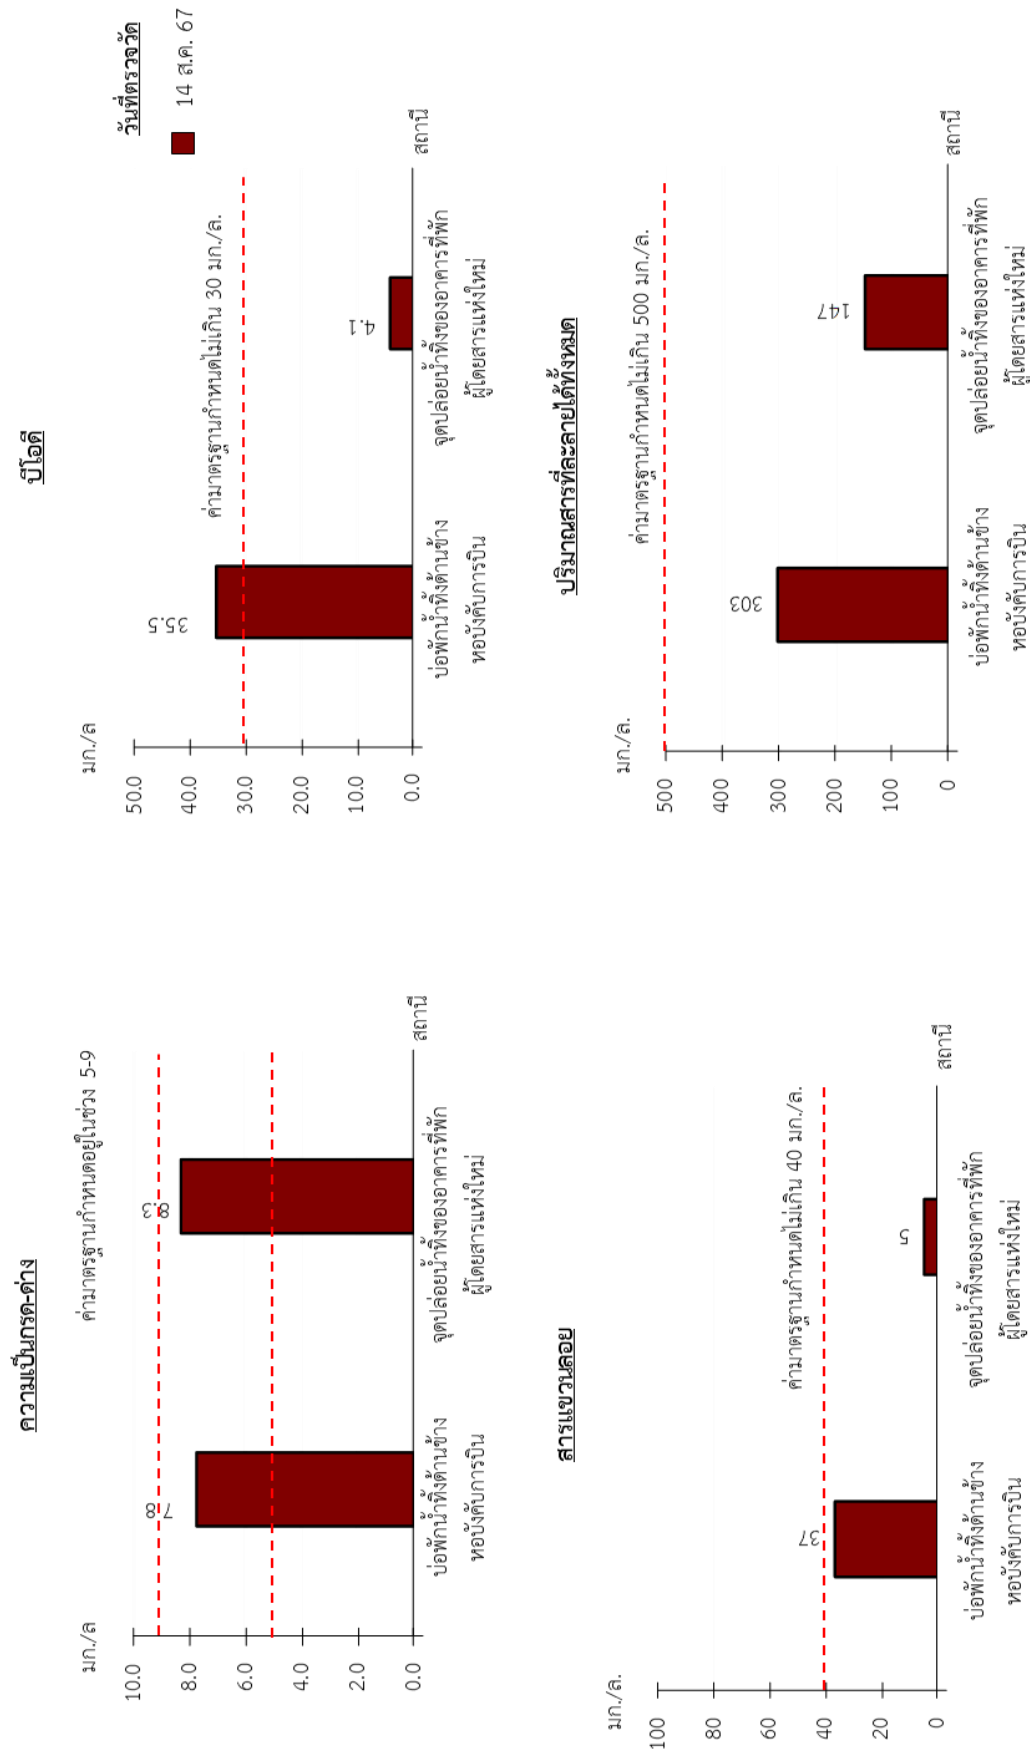 ความเป็นกรด-ด่าง
มก./ล
ค่ามาตรฐานกำหนดอยู่ในช่วง 5-9
10.0
8.0
6.0
4.0
2.0
0.0
7.8
8.3
บ่อพักน้ำทิ้งด้านข้าง
หอบังคับการบิน
จุดปล่อยน้ำทิ้งของอาคารที่พัก
ผู้โดยสารแห่งใหม่
สถานี
บีโอดี
มก./ล
ค่ามาตรฐานกำหนดไม่เกิน 30 มก./ล.
50.0
40.0
30.0
20.0
10.0
0.0
35.5
4.1
บ่อพักน้ำทิ้งด้านข้าง
หอบังคับการบิน
จุดปล่อยน้ำทิ้งของอาคารที่พัก
ผู้โดยสารแห่งใหม่
สถานี
วันที่ตรวจวัด
14 ส.ค. 67
สารแขวนลอย
มก./ล.
ค่ามาตรฐานกำหนดไม่เกิน 40 มก./ล.
100
80
60
40
20
0
37
5
บ่อพักน้ำทิ้งด้านข้าง
หอบังคับการบิน
จุดปล่อยน้ำทิ้งของอาคารที่พัก
ผู้โดยสารแห่งใหม่
สถานี
ปริมาณสารที่ละลายได้ทั้งหมด
มก./ล.
ค่ามาตรฐานกำหนดไม่เกิน 500 มก./ล.
500
400
300
200
100
0
303
147
บ่อพักน้ำทิ้งด้านข้าง
หอบังคับการบิน
จุดปล่อยน้ำทิ้งของอาคารที่พัก
ผู้โดยสารแห่งใหม่
สถานี